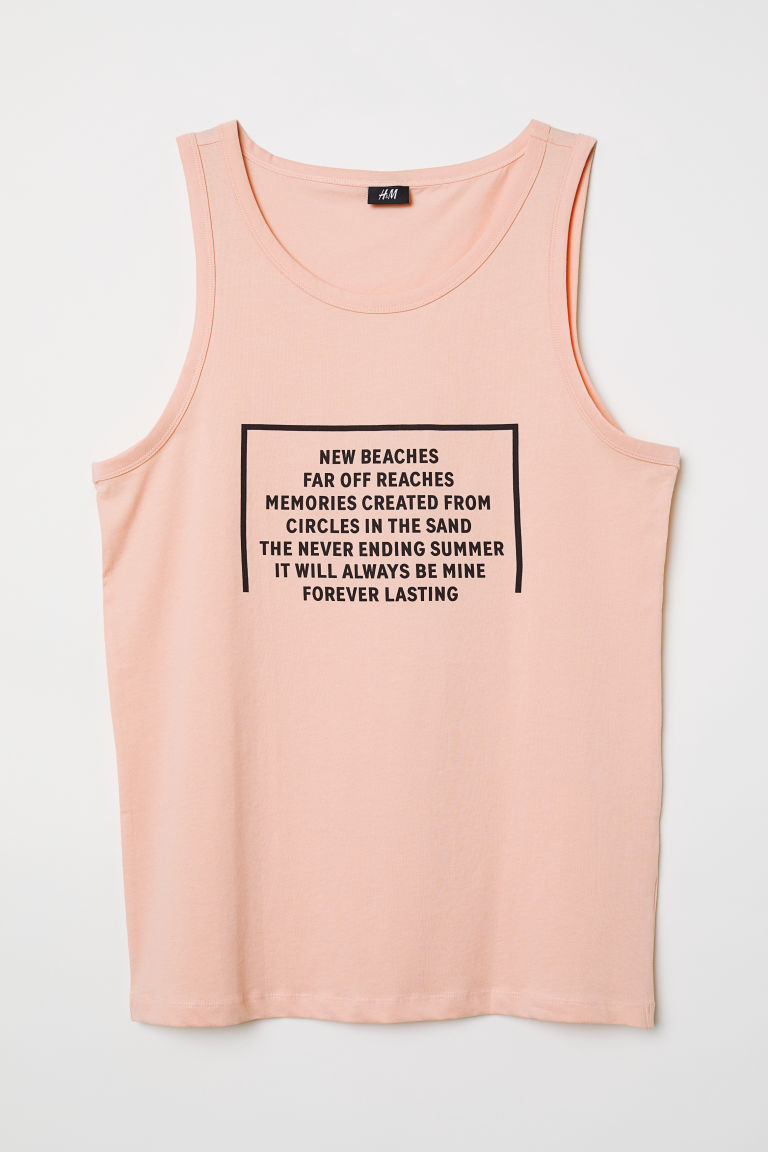 H&M
NEW BEACHES
FAR OFF REACHES
MEMORIES CREATED FROM
CIRCLES IN THE SAND
THE NEVER ENDING SUMMER
IT WILL ALWAYS BE MINE
FOREVER LASTING